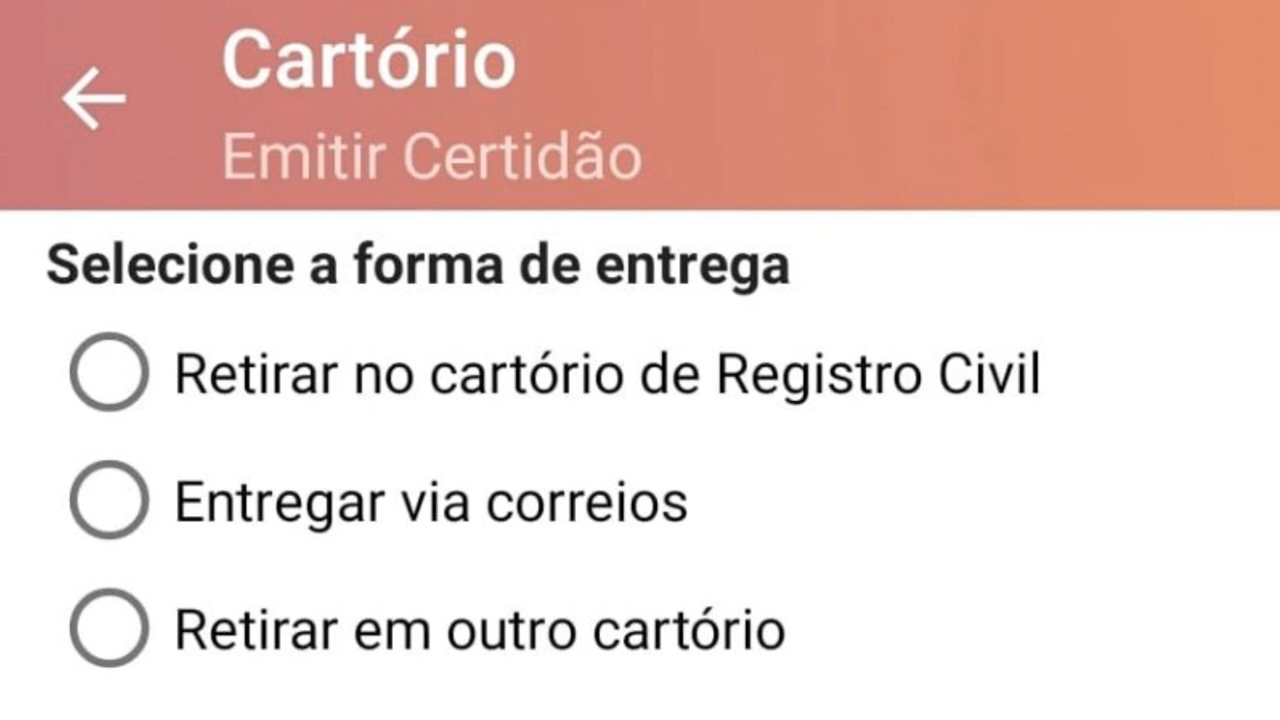 Cartório
Emitir Certidão
Selecione a forma de entrega
Retirar no cartório de Registro Civil
Entregar via correios
Retirar em outro cartório